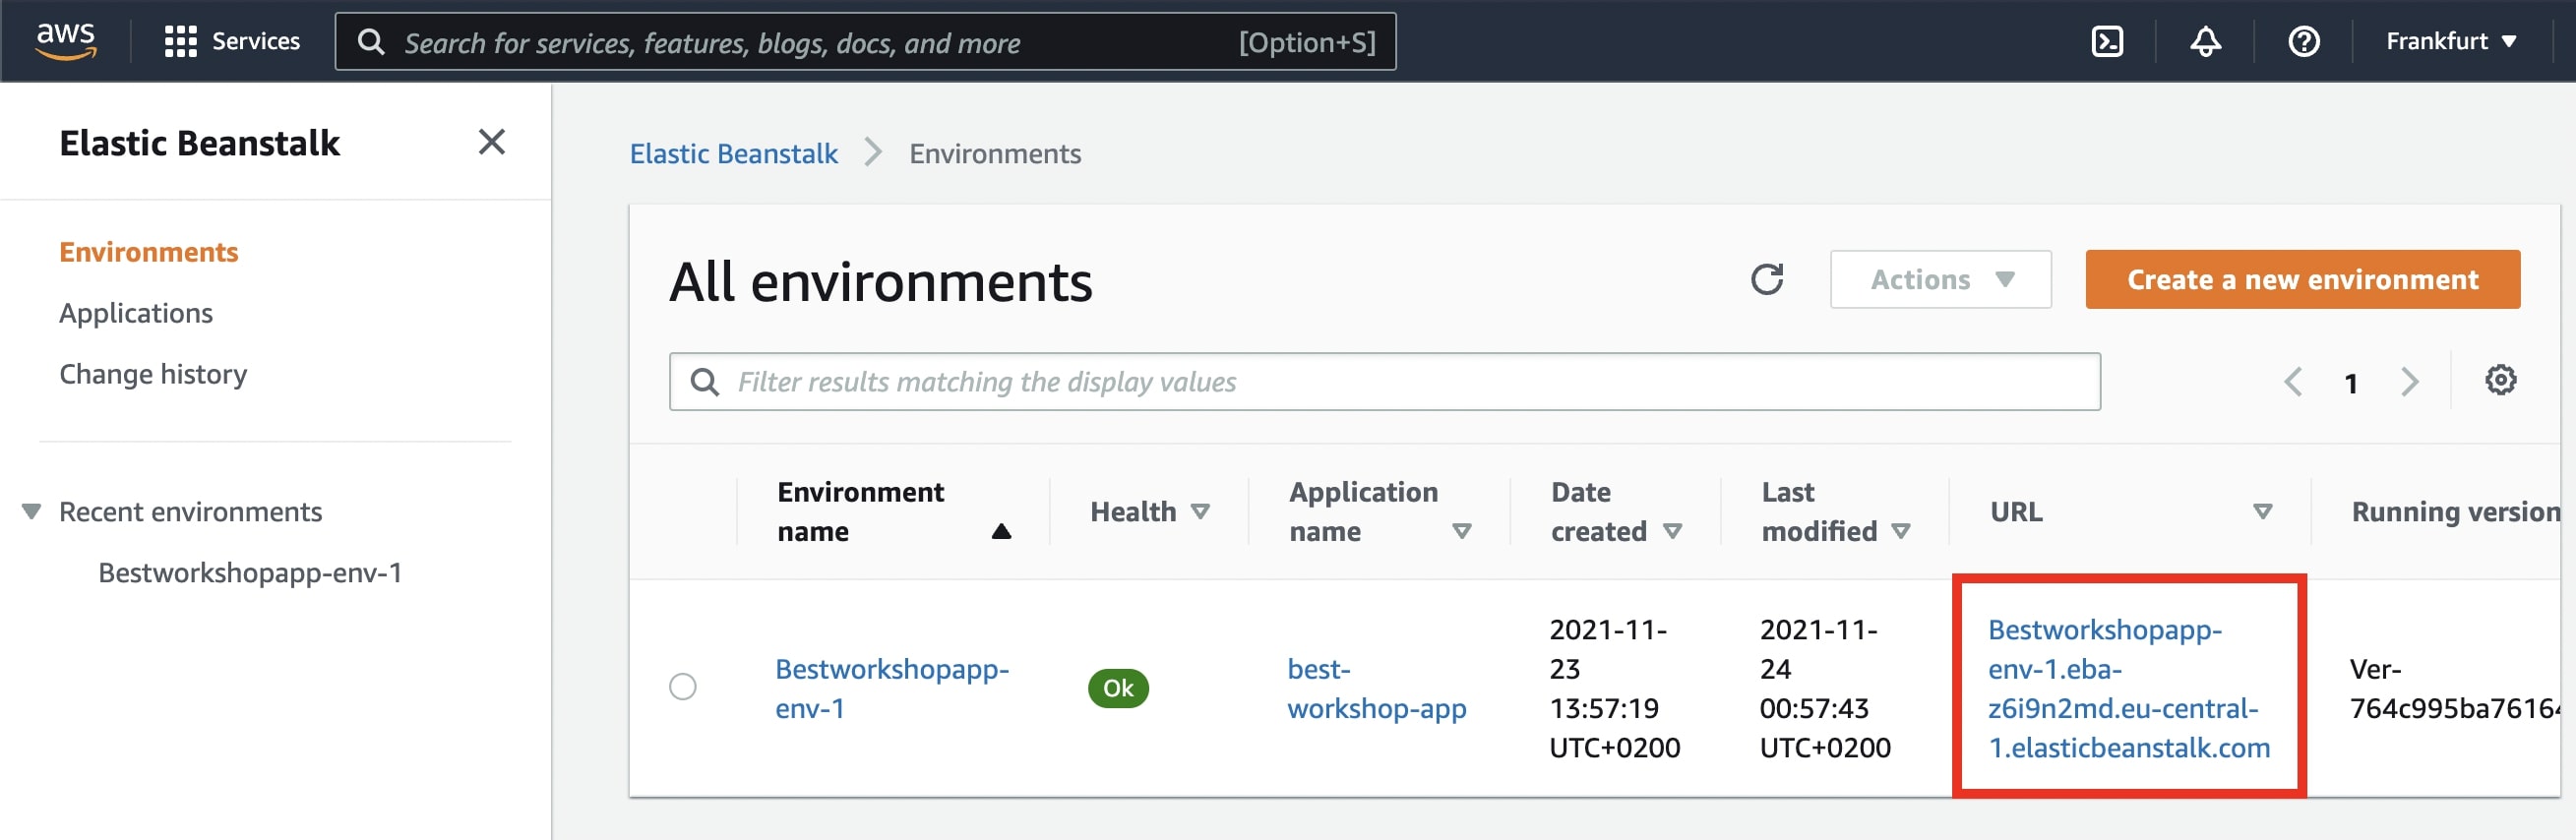 aws
Services
Search for services, features, blogs, docs, and more
[Option+S]
Frankfurt
Elastic Beanstalk
Environments
Applications
Change history
Recent environments
Bestworkshopapp-env-1
Elastic Beanstalk
Environments
All environments
Actions
Create a new environment
Filter results matching the display values
1
Environment
name
Health
Application
name
Date
created
Last
modified
URL
Running version
Bestworkshopapp-
env-1
Ok
best-
workshop-app
2021-11-
23
13:57:19
UTC+0200
2021-11-
24
00:57:43
UTC+0200
Bestworkshopapp-
env-1.eba-
z6i9n2md.eu-central-
1.elasticbeanstalk.com
Ver-
764c995ba7616